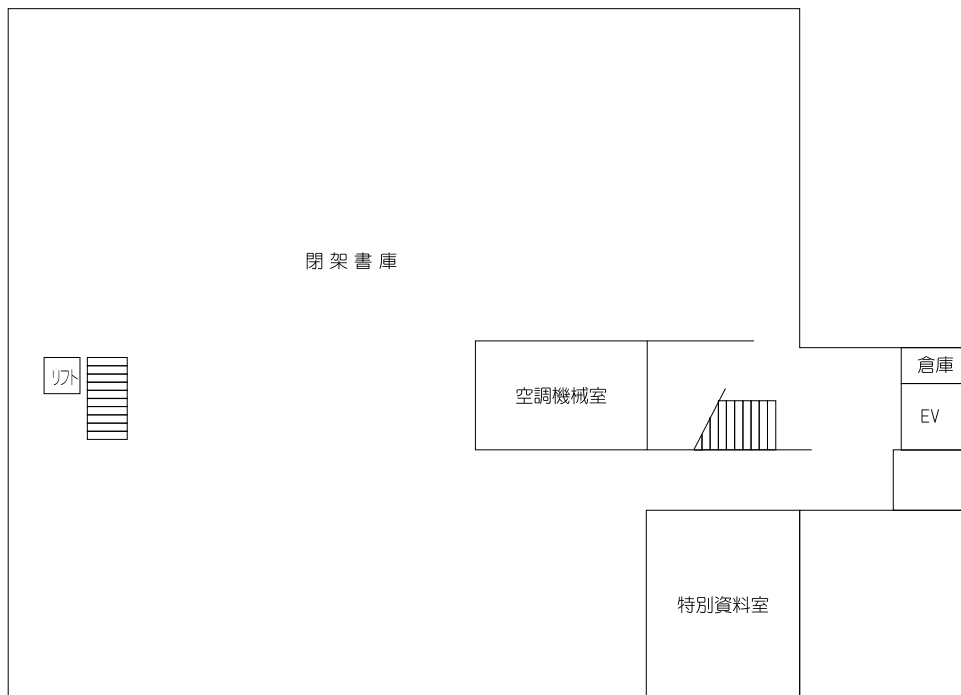 閉架書庫
リフト
空調機械室
倉庫
EV
特別資料室